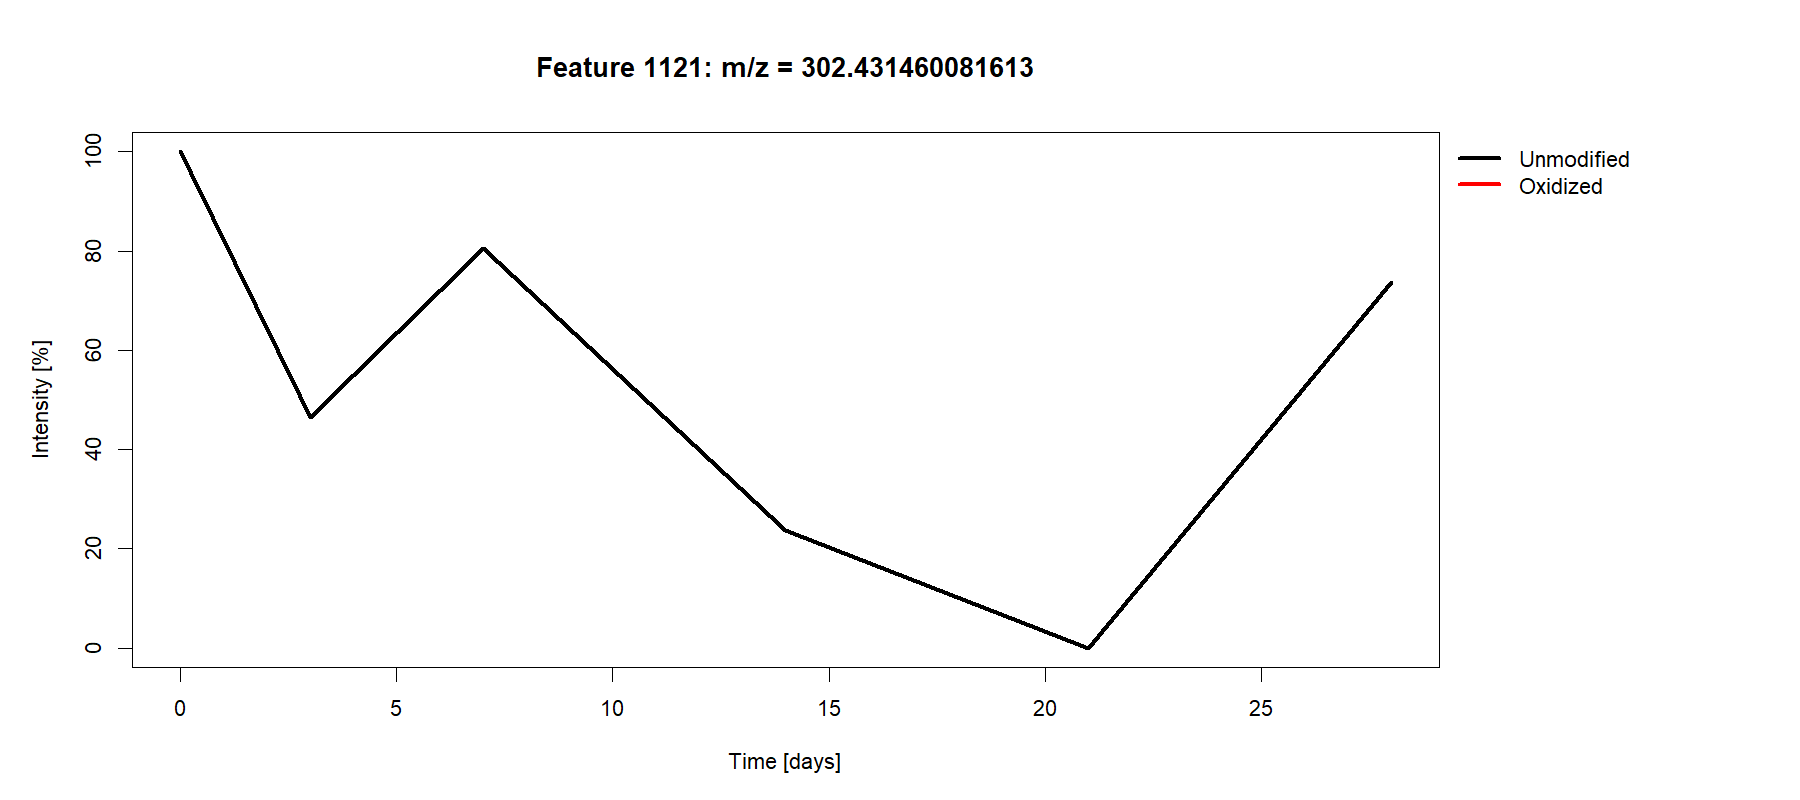 Feature 1121: m/z = 302.431460081613
Unmodified
Oxidized
Intensity [%]
100
80
60
40
20
0
0 5 10 15 20 25
Time [days]